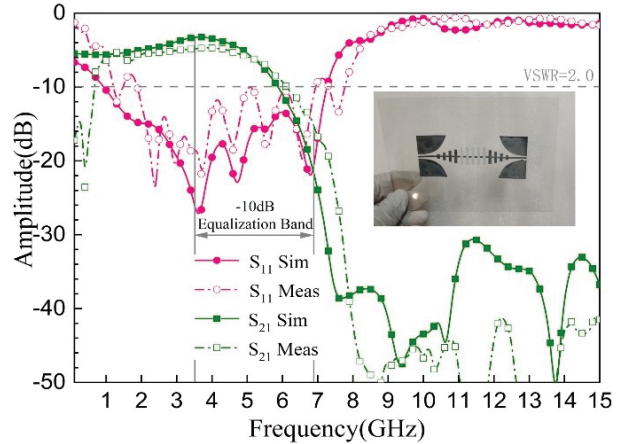 0
-10
-20
-30
-40
-50
Amplitude(dB)
VSWR=2.0
-10dB
Equalization Band
S11 Sim
S11 Meas
S21 Sim
S21 Meas
1 2 3 4 5 6 7 8 9 10 11 12 13 14 15
Frequency(GHz)